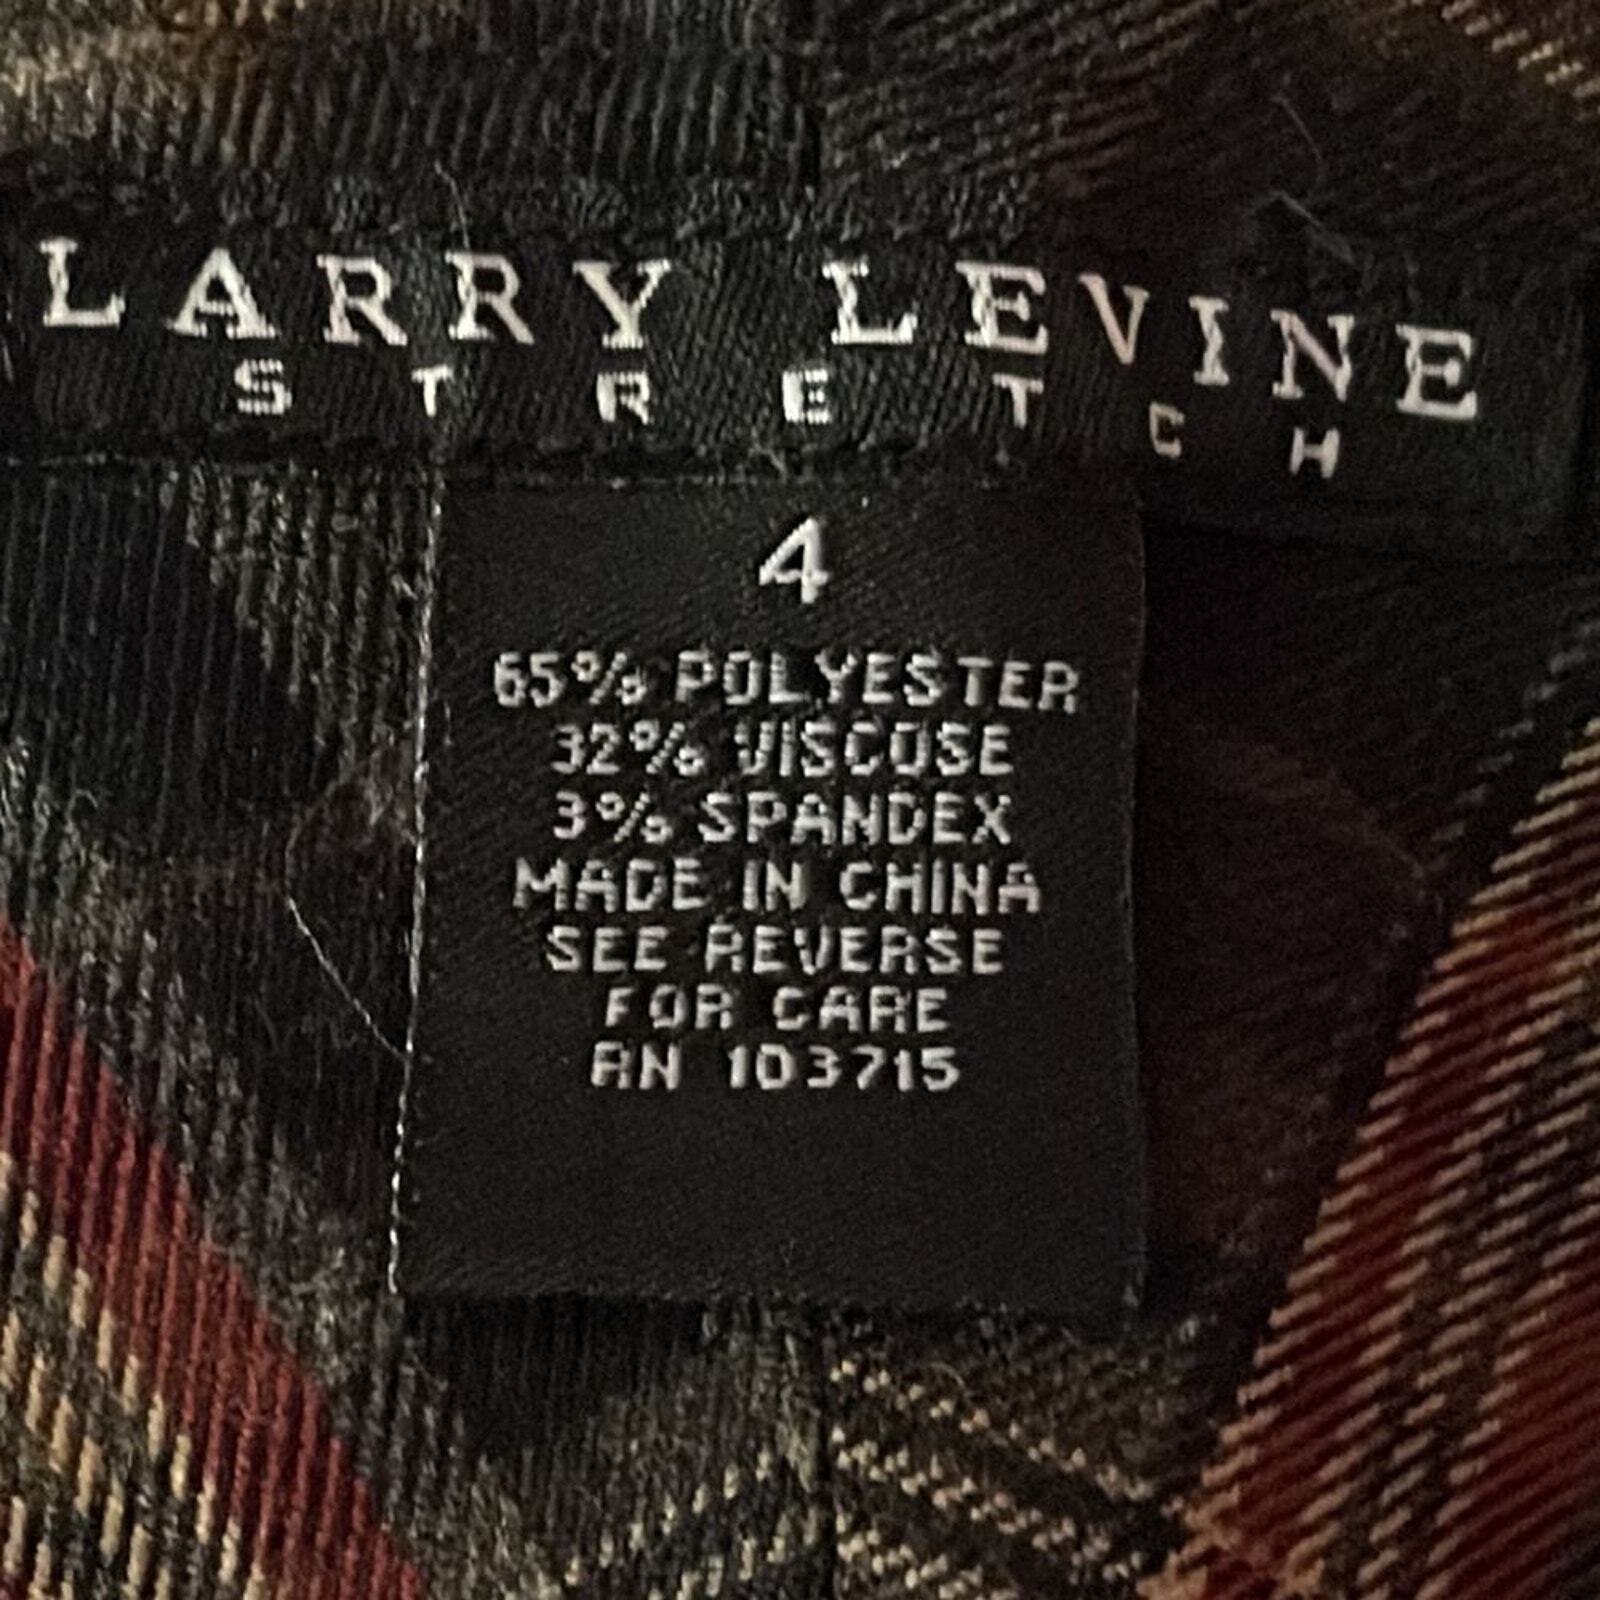 LARRY LEVINE
STRETCH
4
65% POLYESTER
32% VISCOSE
3% SPANDEX
MADE IN CHINA
SEE REVERSE
FOR CARE
RN 103715